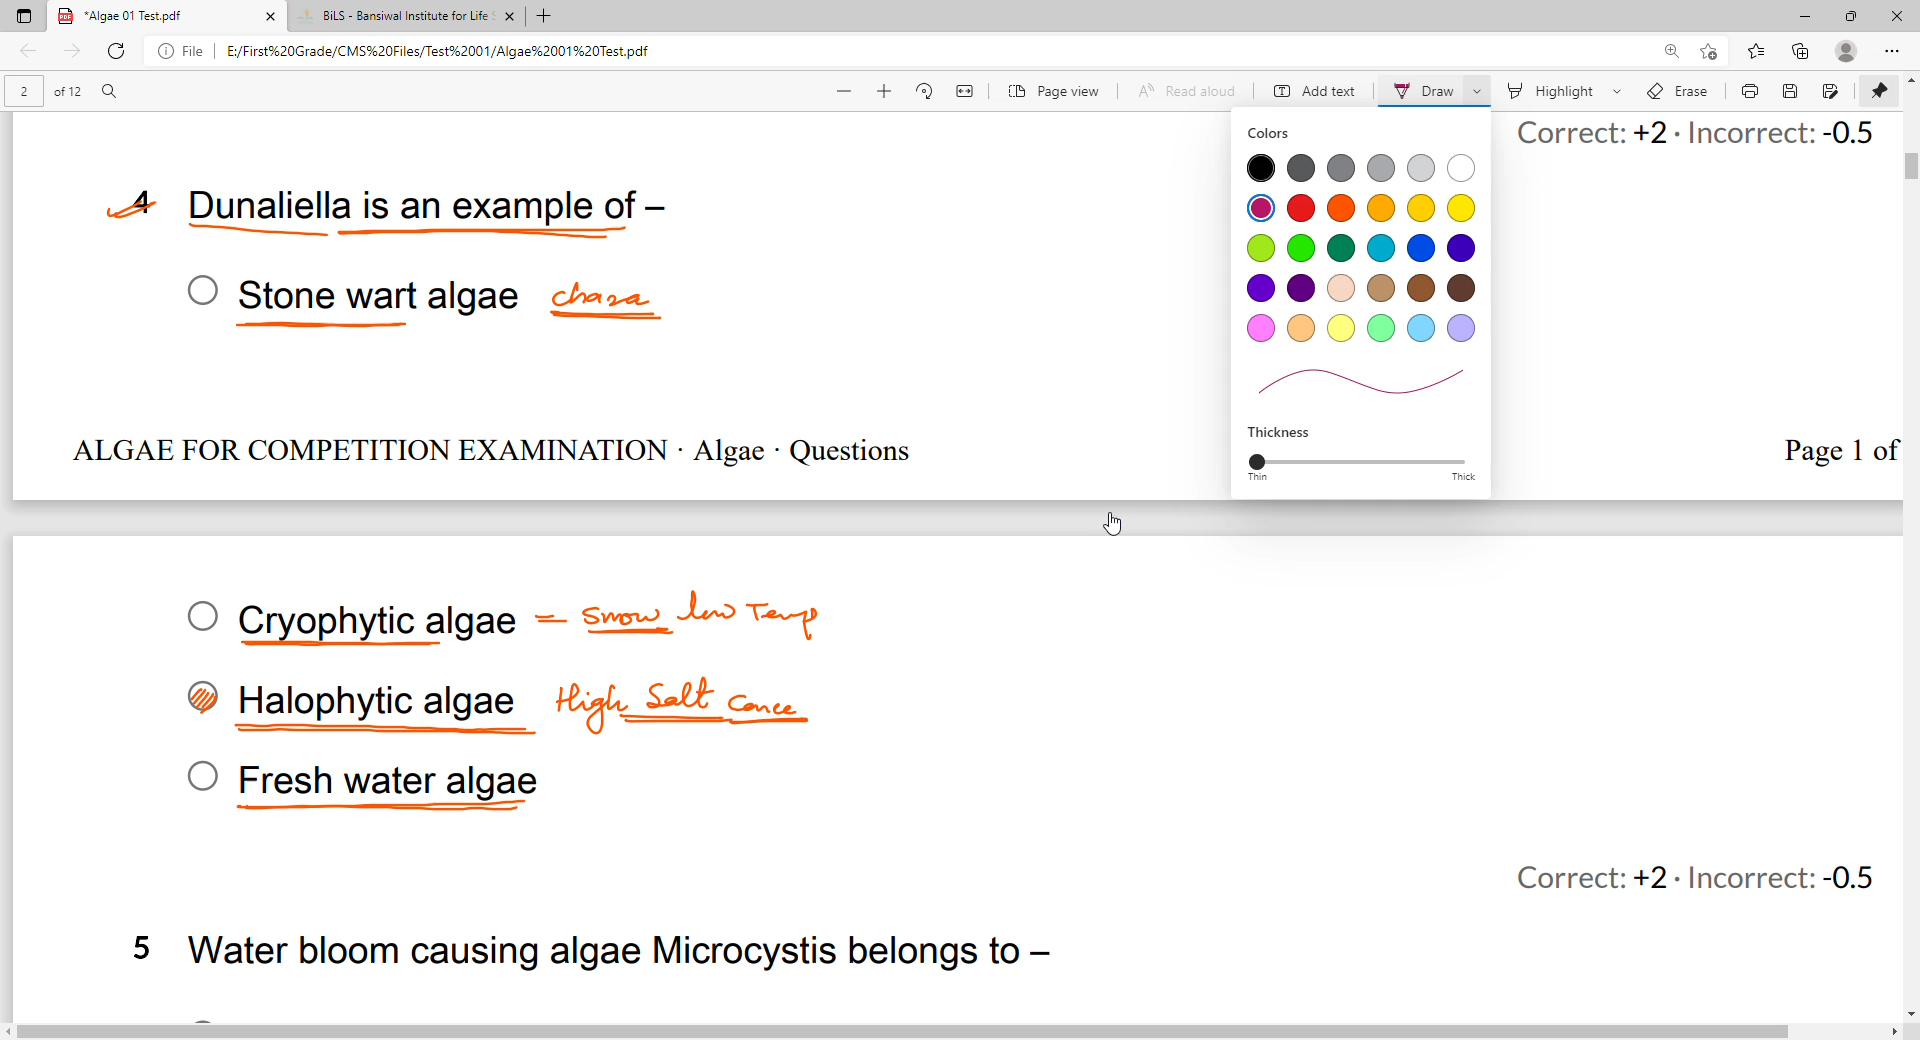 *Algae 01 Test.pdf
BiLS - Bansiwal Institute for Life S
File E:/First%20Grade/CMS%20Files/Test%2001/Algae%2001%20Test.pdf
2 of 12 Page view Read aloud Add text Draw Highlight Erase
Colors
Thickness
Thin Thick
Correct: +2 · Incorrect: -0.5
4 Dunaliella is an example of –
Stone wart algae chara
ALGAE FOR COMPETITION EXAMINATION · Algae · Questions
Page 1 of
Cryophytic algae = Snow low Temp
Halophytic algae High Salt Conce
Fresh water algae
Correct: +2 · Incorrect: -0.5
5 Water bloom causing algae Microcystis belongs to –